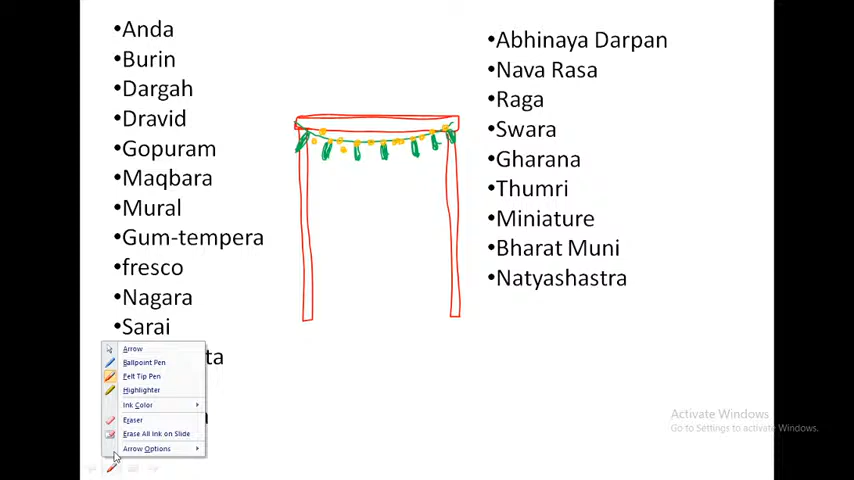 •Anda
•Burin
•Dargah
•Dravid
•Gopuram
•Maqbara
•Mural
•Gum-tempera
•fresco
•Nagara
•Sarai
ta
•Abhinaya Darpan
•Nava Rasa
•Raga
•Swara
•Gharana
•Thumri
•Miniature
•Bharat Muni
•Natyashastra
Arrow
Ballpoint Pen
Felt Tip Pen
Highlighter
Ink Color
Eraser
Erase All Ink on Slide
Arrow Options
Activate Windows
Go to Settings to activate Windows.